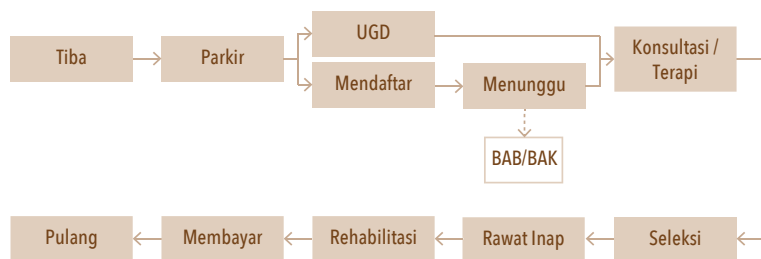 Tiba
Parkir
UGD
Mendaftar
Menunggu
BAB/BAK
Konsultasi /
Terapi
Seleksi
Rawat Inap
Rehabilitasi
Membayar
Pulang